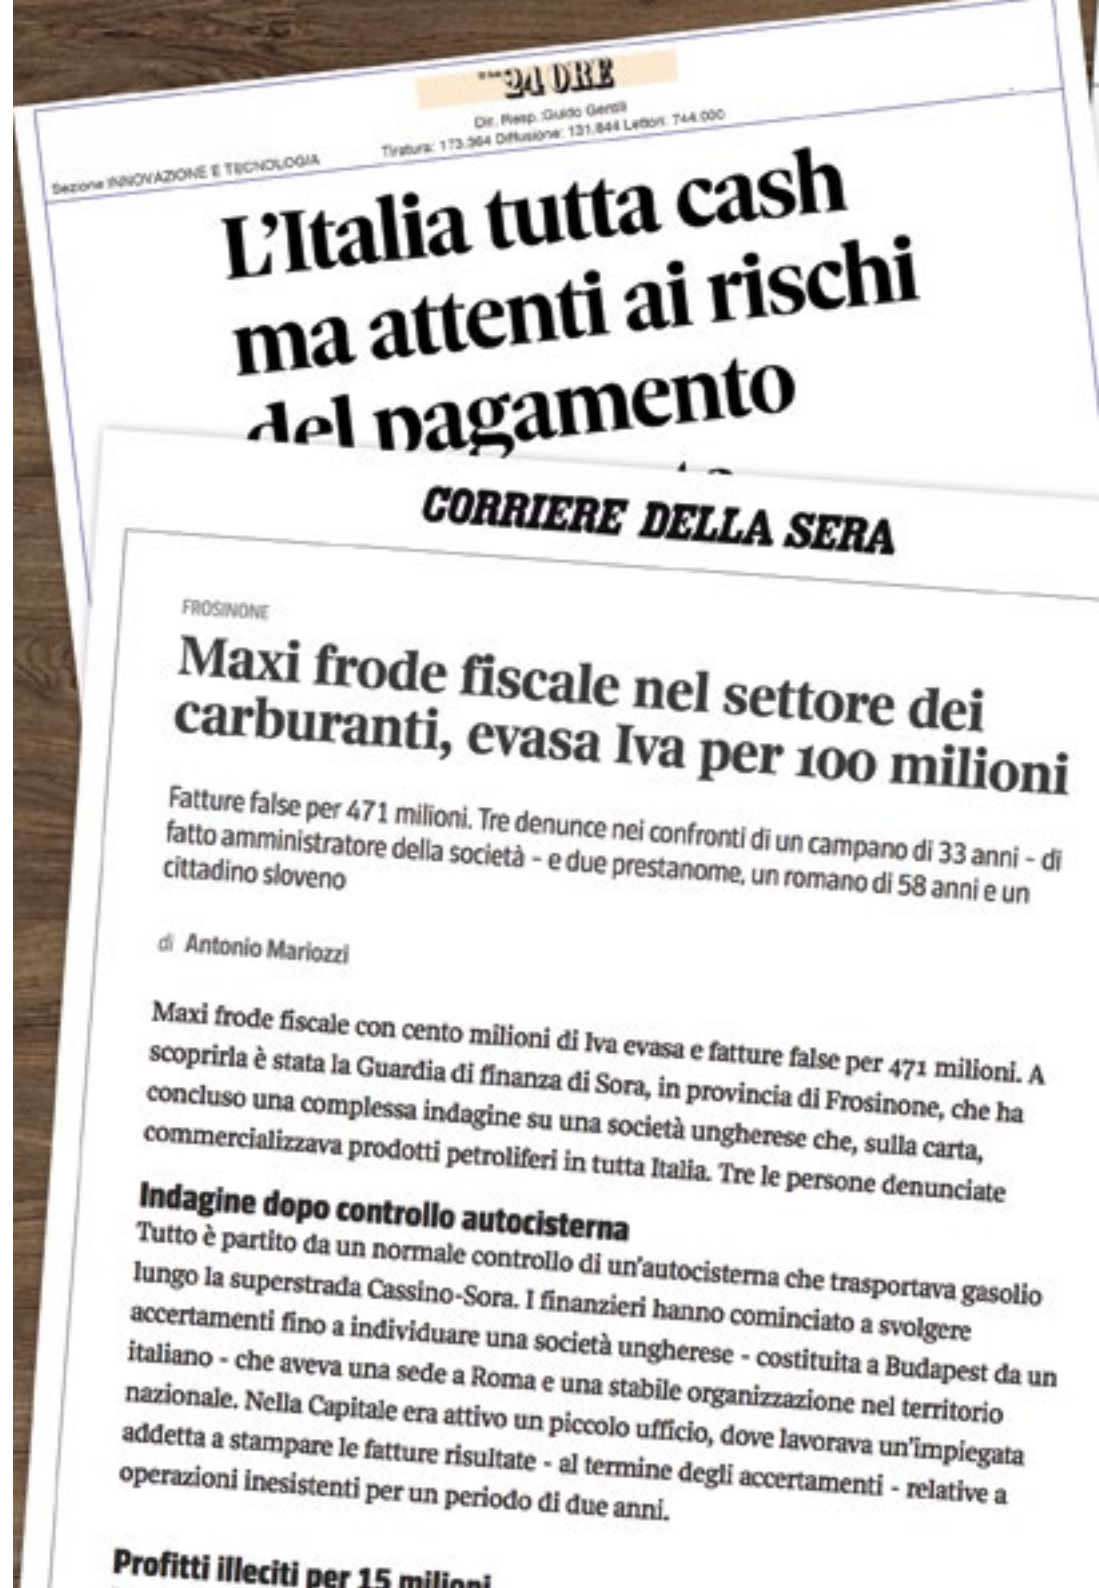 24 ORE
Dir. Resp.:Guido Gentili
Tiratura: 173.364 Diffusione: 131.844 Lettori: 744.000
Sezione:INNOVAZIONE E TECNOLOGIA
L'Italia tutta cash
ma attenti ai rischi
del pagamento
CORRIERE DELLA SERA
FROSINONE
Maxi frode fiscale nel settore dei
carburanti, evasa Iva per 100 milioni
Fatture false per 471 milioni. Tre denunce nei confronti di un campano di 33 anni - di
fatto amministratore della società - e due prestanome, un romano di 58 anni e un
cittadino sloveno
di Antonio Mariozzi
Maxi frode fiscale con cento milioni di Iva evasa e fatture false per 471 milioni. A
scoprirla è stata la Guardia di finanza di Sora, in provincia di Frosinone, che ha
concluso una complessa indagine su una società ungherese che, sulla carta,
commercializzava prodotti petroliferi in tutta Italia. Tre le persone denunciate
Indagine dopo controllo autocisterna
Tutto è partito da un normale controllo di un'autocisterna che trasportava gasolio
lungo la superstrada Cassino-Sora. I finanzieri hanno cominciato a svolgere
accertamenti fino a individuare una società ungherese - costituita a Budapest da un
italiano - che aveva una sede a Roma e una stabile organizzazione nel territorio
nazionale. Nella Capitale era attivo un piccolo ufficio, dove lavorava un'impiegata
addetta a stampare le fatture risultate - al termine degli accertamenti - relative a
operazioni inesistenti per un periodo di due anni.
Profitti illeciti per 15 milioni